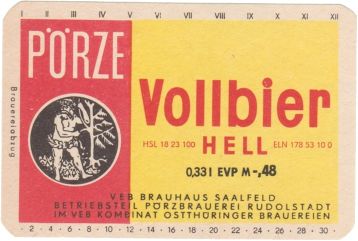 I II III IV V VI VII VIII IX X XI XII
PÖRZE
Brauereiabzug
Vollbier
HSL 18 23 100 HELL ELN 178 53 10 0
0,33 l EVP M -,48
VEB BRAUHAUS SAALFELD
BETRIEBSTEIL PÖRZBRAUEREI RUDOLSTADT
IM VEB KOMBINAT OSTTHÜRINGER BRAUEREIEN
2 · 4 · 6 · 8 · 10 · 12 · 14 · 16 · 18 · 20 · 22 · 24 · 26 · 28 · 30 ·